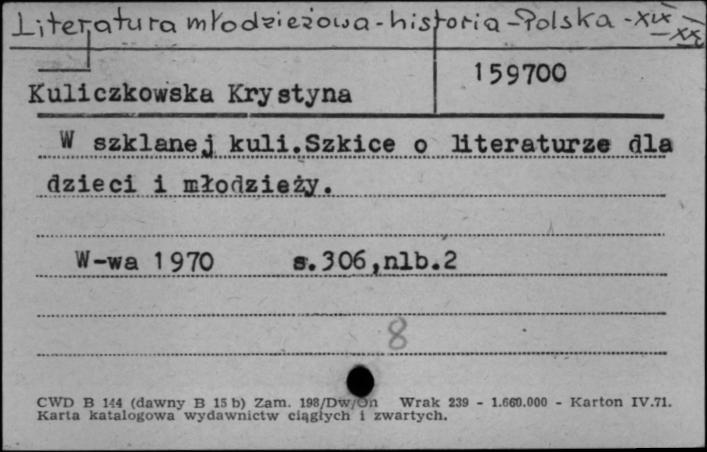 Literatura młodzieżowa - historia - Polska - XIX - XX w
159700
Kuliczkowska Krystyna
W szklanej kuli.Szkice o literaturze dla
dzieci i młodzieży.
W-wa 1970 s.306,nlb.2
8
CWD B 144 (dawny B 15 b) Zam. 198/Dw/On Wrak 239 - 1.660.000 - Karton IV.71.
Karta katalogowa wydawnictw ciągłych i zwartych.